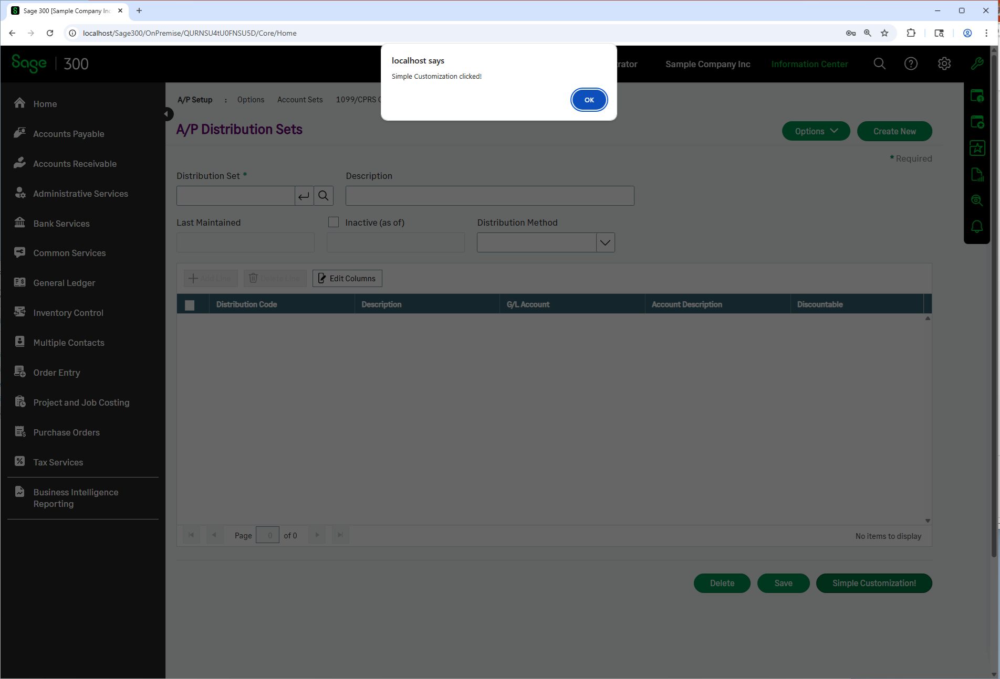 Sage 300 [Sample Company Inc
localhost/Sage300/OnPremise/QURNSU4tU0FNSU5D/Core/Home
localhost says
Simple Customization clicked!
OK
Sage 300
Sample Company Inc
Information Center
1
Home
Accounts Payable
Accounts Receivable
Administrative Services
Bank Services
Common Services
General Ledger
Inventory Control
Multiple Contacts
Order Entry
Project and Job Costing
Purchase Orders
Tax Services
Business Intelligence
Reporting
A/P Setup : Options Account Sets 1099/CPRS
A/P Distribution Sets
Options
Create New
* Required
Distribution Set *
Description
Last Maintained
Inactive (as of)
Distribution Method
Add Line
Delete Line
Edit Columns
Distribution Code
Description
G/L Account
Account Description
Discountable
Page 0 of 0
No items to display
Delete
Save
Simple Customization!